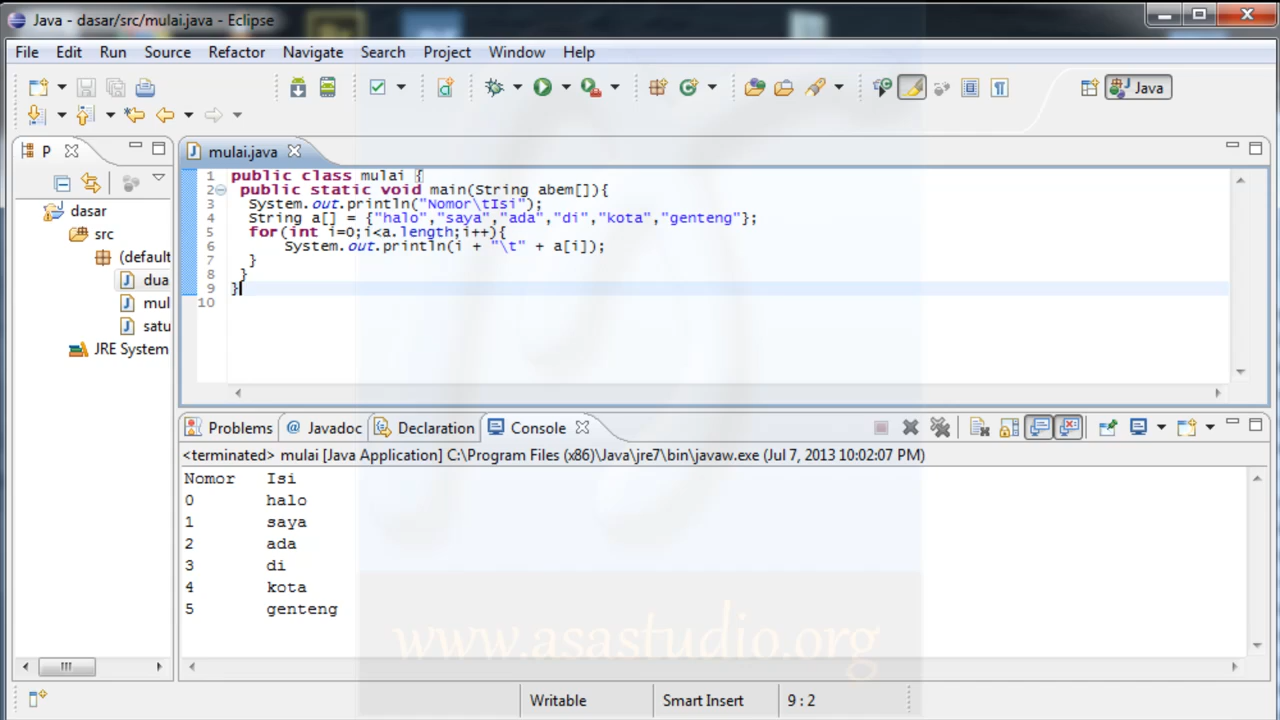 Java - dasar/src/mulai.java - Eclipse
File Edit Run Source Refactor Navigate Search Project Window Help
Java
P
mulai.java
dasar
src
(default
dua
mul
satu
JRE System
1 public class mulai {
2 public static void main(String abem[]){
3 System.out.println("Nomor\tIsi");
4 String a[] = {"halo","saya","ada","di","kota","genteng"};
5 for(int i=0;i<a.length;i++){
6 System.out.println(i + "\t" + a[i]);
7 }
8 }
9 }
10
Problems @ Javadoc Declaration Console
<terminated> mulai [Java Application] C:\Program Files (x86)\Java\jre7\bin\javaw.exe (Jul 7, 2013 10:02:07 PM)
Nomor Isi
0 halo
1 saya
2 ada
3 di
4 kota
5 genteng
www.asastudio.org
Writable Smart Insert 9 : 2